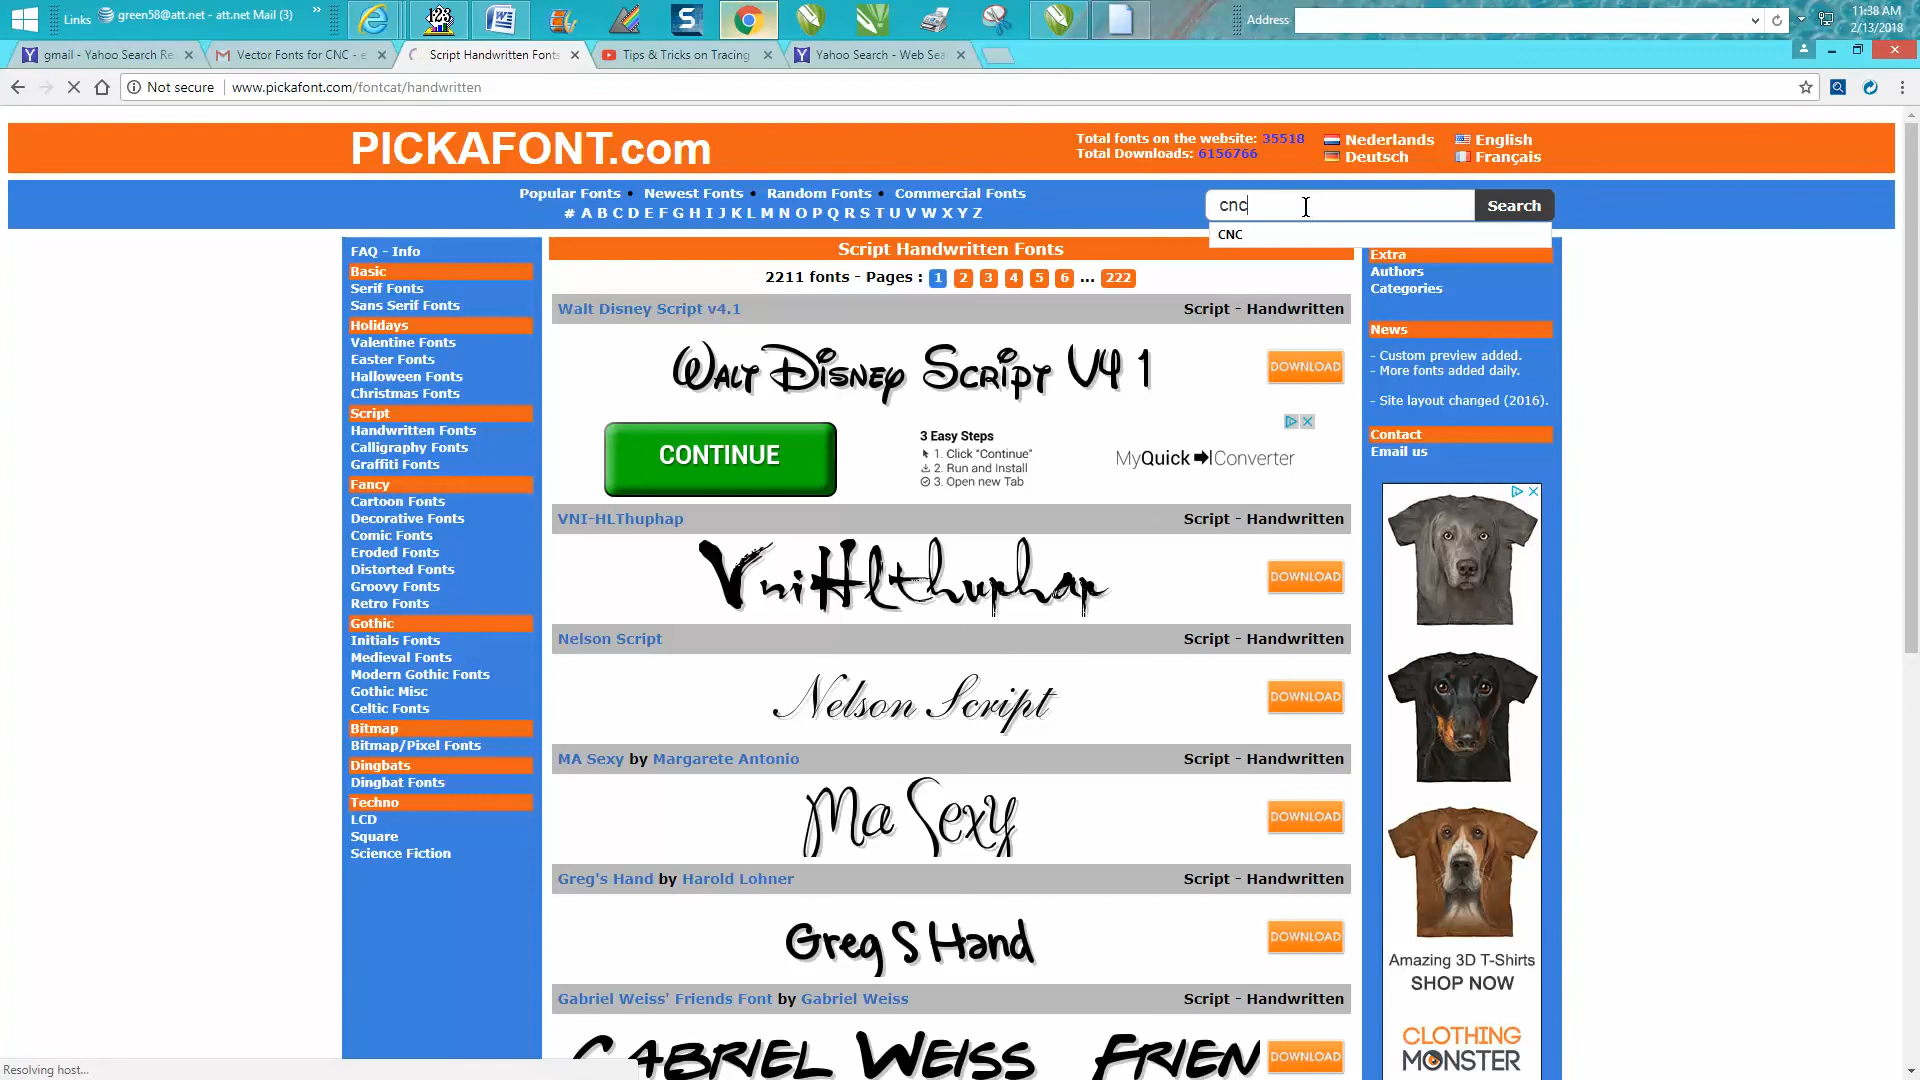 Links
green58@att.net - att.net Mail (3)
»
Address
11:38 AM
2/13/2018
gmail - Yahoo Search Re
Vector Fonts for CNC - e
Script Handwritten Fonts
Tips & Tricks on Tracing
Yahoo Search - Web Sea
Not secure
www.pickafont.com/fontcat/handwritten
PICKAFONT.com
Total fonts on the website: 35518
Total Downloads: 6156766
Nederlands
English
Deutsch
Français
Popular Fonts • Newest Fonts • Random Fonts • Commercial Fonts
# A B C D E F G H I J K L M N O P Q R S T U V W X Y Z
cnc
Search
CNC
FAQ - Info
Basic
Serif Fonts
Sans Serif Fonts
Holidays
Valentine Fonts
Easter Fonts
Halloween Fonts
Christmas Fonts
Script
Handwritten Fonts
Calligraphy Fonts
Graffiti Fonts
Fancy
Cartoon Fonts
Decorative Fonts
Comic Fonts
Eroded Fonts
Distorted Fonts
Groovy Fonts
Retro Fonts
Gothic
Initials Fonts
Medieval Fonts
Modern Gothic Fonts
Gothic Misc
Celtic Fonts
Bitmap
Bitmap/Pixel Fonts
Dingbats
Dingbat Fonts
Techno
LCD
Square
Science Fiction
Script Handwritten Fonts
2211 fonts - Pages : 1 2 3 4 5 6 ... 222
Walt Disney Script v4.1
Script - Handwritten
Walt Disney Script V4 1
DOWNLOAD
CONTINUE
3 Easy Steps
1. Click "Continue"
2. Run and Install
3. Open new Tab
MyQuick Converter
VNI-HLThuphap
Script - Handwritten
VniHlthuphap
DOWNLOAD
Nelson Script
Script - Handwritten
Nelson Script
DOWNLOAD
MA Sexy by Margarete Antonio
Script - Handwritten
Ma Sexy
DOWNLOAD
Greg's Hand by Harold Lohner
Script - Handwritten
Greg S Hand
DOWNLOAD
Gabriel Weiss' Friends Font by Gabriel Weiss
Script - Handwritten
Gabriel Weiss Frien
DOWNLOAD
Extra
Authors
Categories
News
- Custom preview added.
- More fonts added daily.
- Site layout changed (2016).
Contact
Email us
Amazing 3D T-Shirts
SHOP NOW
CLOTHING
MONSTER
Resolving host...